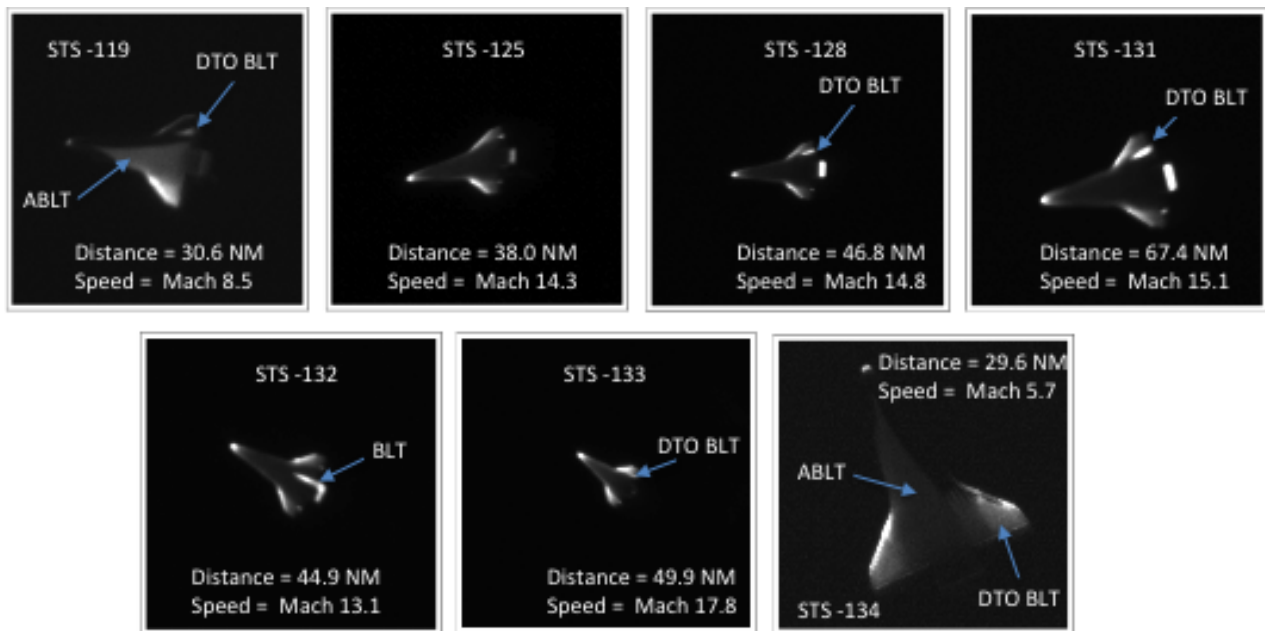 STS -119
DTO BLT
ABLT
Distance = 30.6 NM
Speed = Mach 8.5
STS -125
Distance = 38.0 NM
Speed = Mach 14.3
STS -128
DTO BLT
Distance = 46.8 NM
Speed = Mach 14.8
STS -131
DTO BLT
Distance = 67.4 NM
Speed = Mach 15.1
STS -132
BLT
Distance = 44.9 NM
Speed = Mach 13.1
STS -133
DTO BLT
Distance = 49.9 NM
Speed = Mach 17.8
Distance = 29.6 NM
Speed = Mach 5.7
ABLT
DTO BLT
STS -134